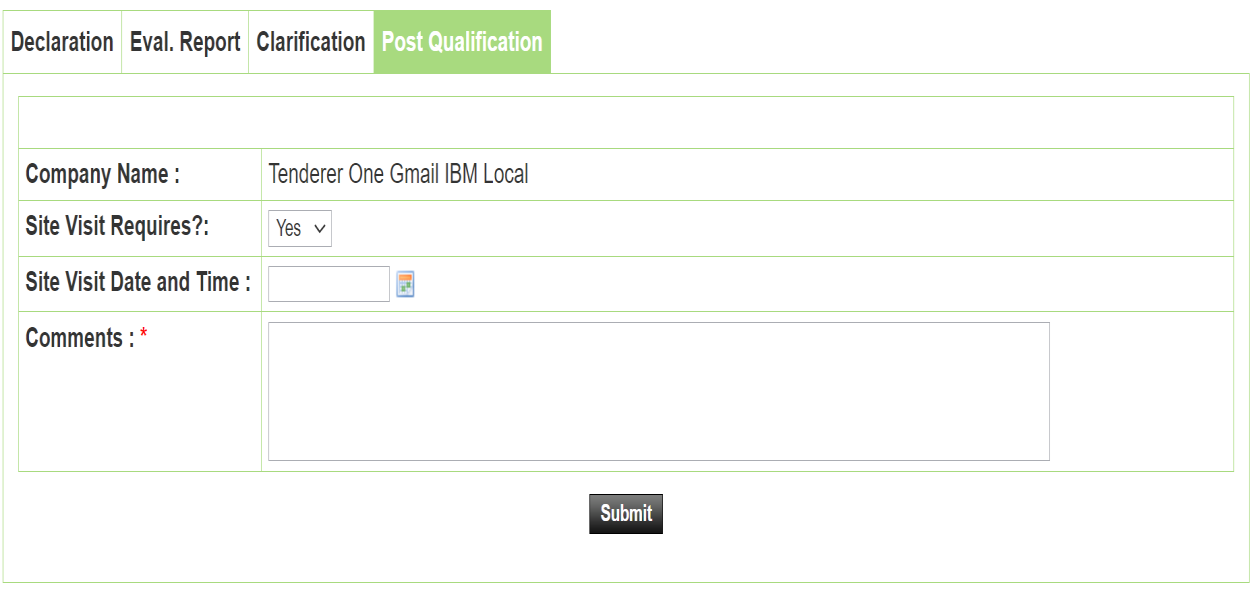 Declaration Eval. Report Clarification Post Qualification
Company Name : Tenderer One Gmail IBM Local
Site Visit Requires?: Yes
Site Visit Date and Time :
Comments : *
Submit